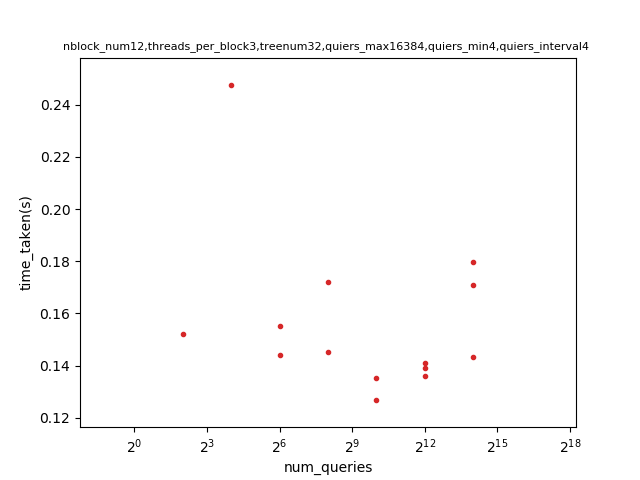 nblock_num12,threads_per_block3,treenum32,quiers_max16384,quiers_min4,quiers_interval4
0.24
0.22
0.20
0.18
0.16
0.14
0.12
time_taken(s)
2^0 2^3 2^6 2^9 2^12 2^15 2^18
num_queries